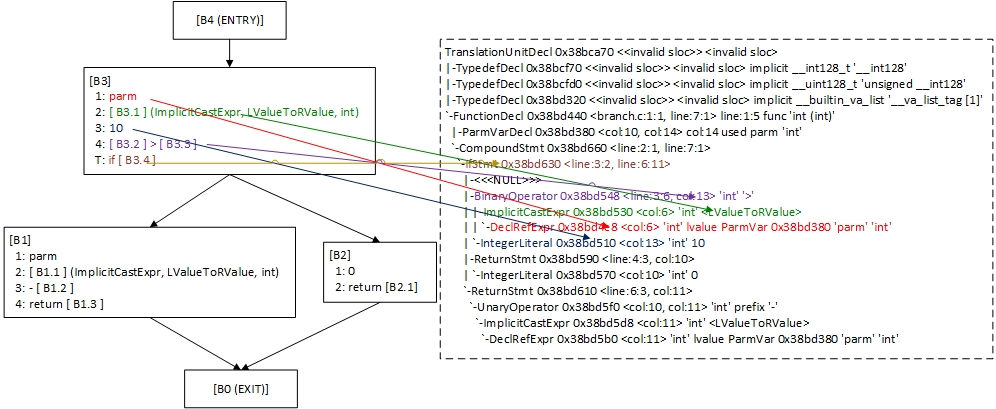 [B4 (ENTRY)]
[B3]
1: parm
2: [ B3.1 ] (ImplicitCastExpr, LValueToRValue, int)
3: 10
4: [ B3.2 ] > [ B3.3 ]
T: if [ B3.4 ]
[B1]
1: parm
2: [ B1.1 ] (ImplicitCastExpr, LValueToRValue, int)
3: - [ B1.2 ]
4: return [ B1.3 ]
[B2]
1: 0
2: return [B2.1]
[B0 (EXIT)]
TranslationUnitDecl 0x38bca70 <<invalid sloc>> <invalid sloc>
|-TypedefDecl 0x38bcf70 <<invalid sloc>> <invalid sloc> implicit __int128_t '__int128'
|-TypedefDecl 0x38bcfd0 <<invalid sloc>> <invalid sloc> implicit __uint128_t 'unsigned __int128'
|-TypedefDecl 0x38bd320 <<invalid sloc>> <invalid sloc> implicit __builtin_va_list '__va_list_tag [1]'
`-FunctionDecl 0x38bd440 <branch.c:1:1, line:7:1> line:1:5 func 'int (int)'
|-ParmVarDecl 0x38bd380 <col:10, col:14> col:14 used parm 'int'
`-CompoundStmt 0x38bd660 <line:2:1, line:7:1>
|-IfStmt 0x38bd630 <line:3:2, line:6:11>
| |-<<<NULL>>>
| |-BinaryOperator 0x38bd548 <line:3:6, col:13> 'int' '>'
| | |-ImplicitCastExpr 0x38bd530 <col:6> 'int' <LValueToRValue>
| | | `-DeclRefExpr <col:6> 'int' lvalue ParmVar 0x38bd380 'parm' 'int'
| `-IntegerLiteral 0x38bd510 <col:13> 'int' 10
|-ReturnStmt 0x38bd590 <line:4:3, col:10>
| `-IntegerLiteral 0x38bd570 <col:10> 'int' 0
`-ReturnStmt 0x38bd610 <line:6:3, col:11>
`-UnaryOperator 0x38bd5f0 <col:10, col:11> 'int' prefix '-'
`-ImplicitCastExpr 0x38bd5d8 <col:11> 'int' <LValueToRValue>
`-DeclRefExpr 0x38bd5b0 <col:11> 'int' lvalue ParmVar 0x38bd380 'parm' 'int'